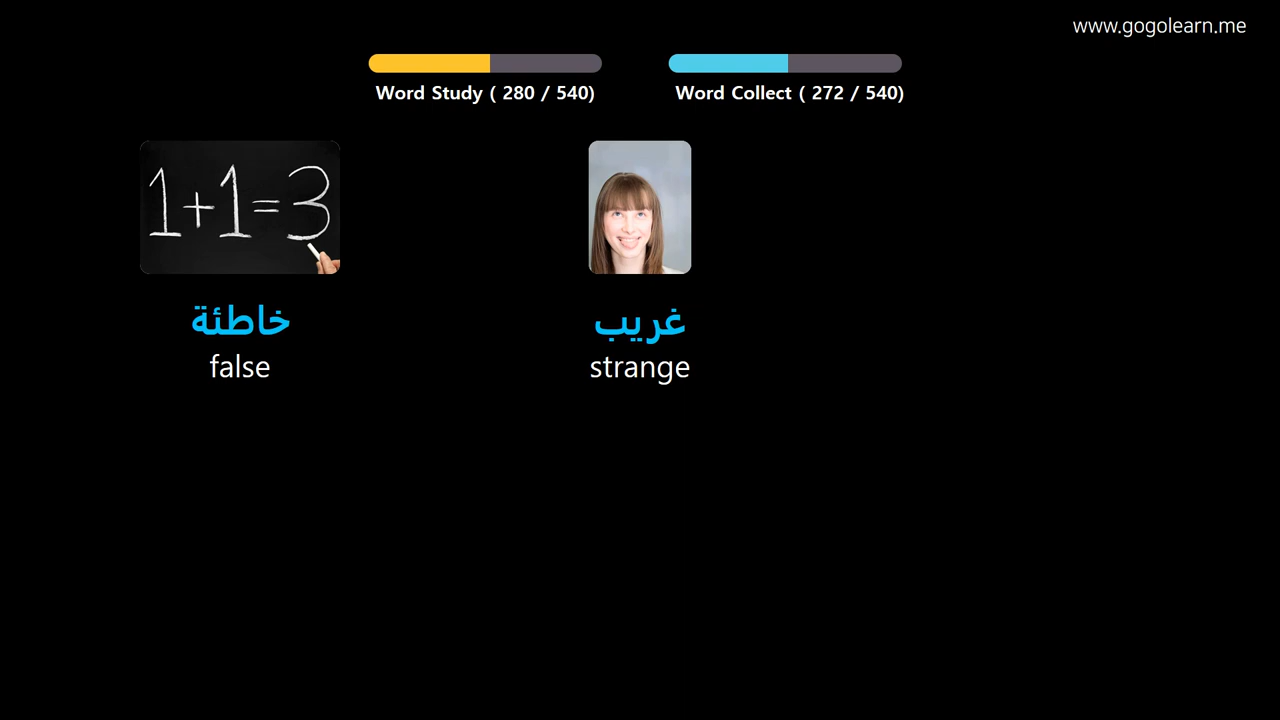 www.gogolearn.me
Word Study ( 280 / 540)
Word Collect ( 272 / 540)
1+1=3
خاطئة
false
غريب
strange